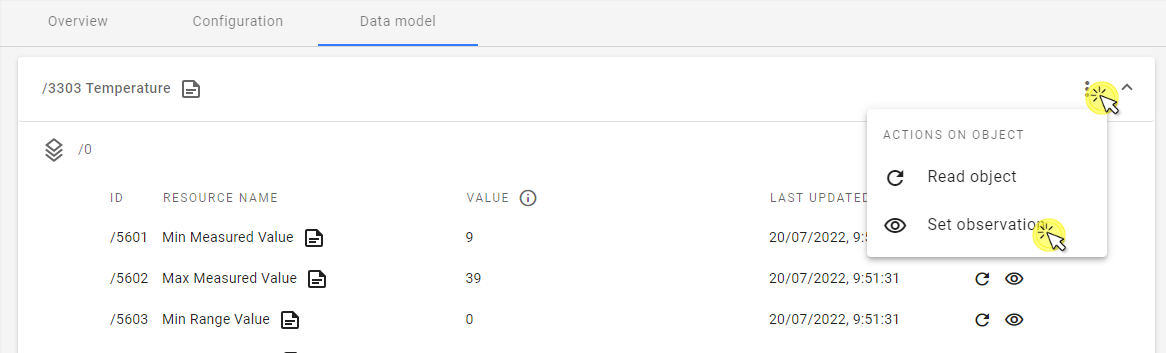 Overview Configuration Data model
/3303 Temperature
ACTIONS ON OBJECT
/0
Read object
ID RESOURCE NAME VALUE LAST UPDATED
Set observation
/5601 Min Measured Value 9 20/07/2022, 9:5
/5602 Max Measured Value 39 20/07/2022, 9:51:31
/5603 Min Range Value 0 20/07/2022, 9:51:31